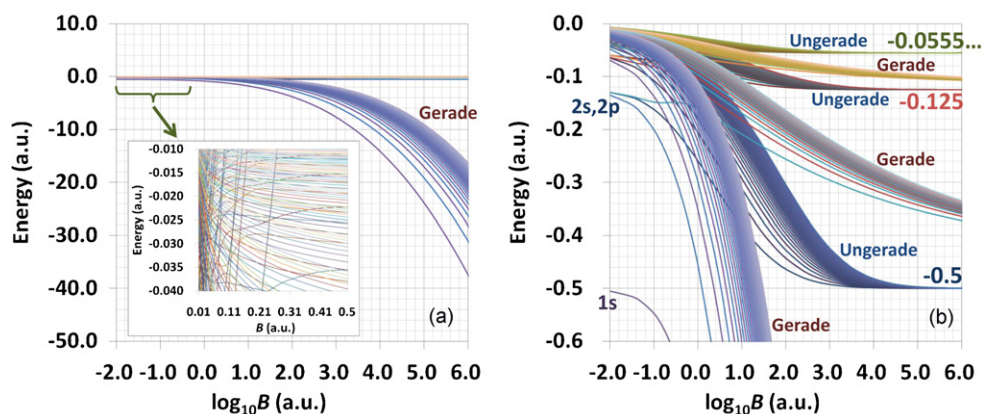 10.0
0.0
-10.0
-20.0
-30.0
-40.0
-50.0
Energy (a.u.)
Gerade
-0.010
-0.015
-0.020
-0.025
-0.030
-0.035
-0.040
Energy (a.u.)
0.01 0.11 0.21 0.31 0.41 0.5
B (a.u.)
(a)
-2.0 -1.0 0.0 1.0 2.0 3.0 4.0 5.0 6.0
log₁₀B (a.u.)
0.0
-0.1
-0.2
-0.3
-0.4
-0.5
-0.6
Energy (a.u.)
Ungerade -0.0555...
Gerade
Ungerade -0.125
2s,2p
Gerade
Ungerade -0.5
1s
Gerade
(b)
-2.0 -1.0 0.0 1.0 2.0 3.0 4.0 5.0 6.0
log₁₀B (a.u.)